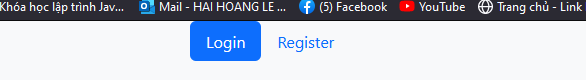 Khóa học lập trình Jav... Mail - HAI HOANG LE ... (5) Facebook YouTube Trang chủ - Link
Login Register